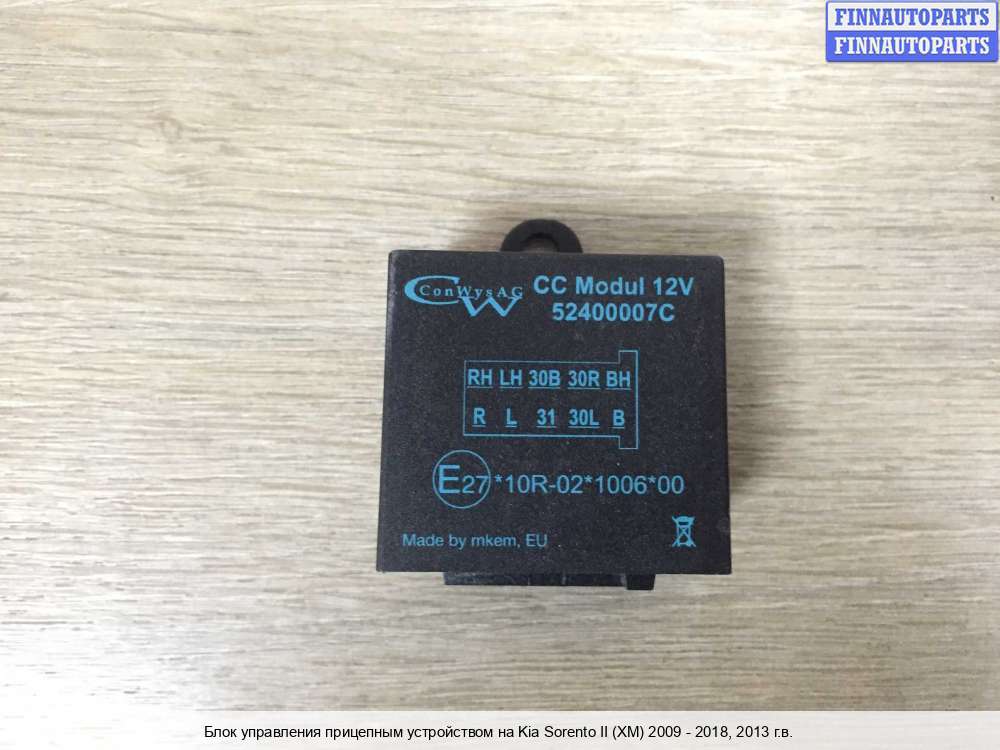 FINNAUTOPARTS
FINNAUTOPARTS
ConWysAG
CW
CC Modul 12V
52400007C
RH LH 30B 30R BH
R L 31 30L B
E27 *10R-02*1006*00
Made by mkem, EU
Блок управления прицепным устройством на Kia Sorento II (XM) 2009 - 2018, 2013 г.в.